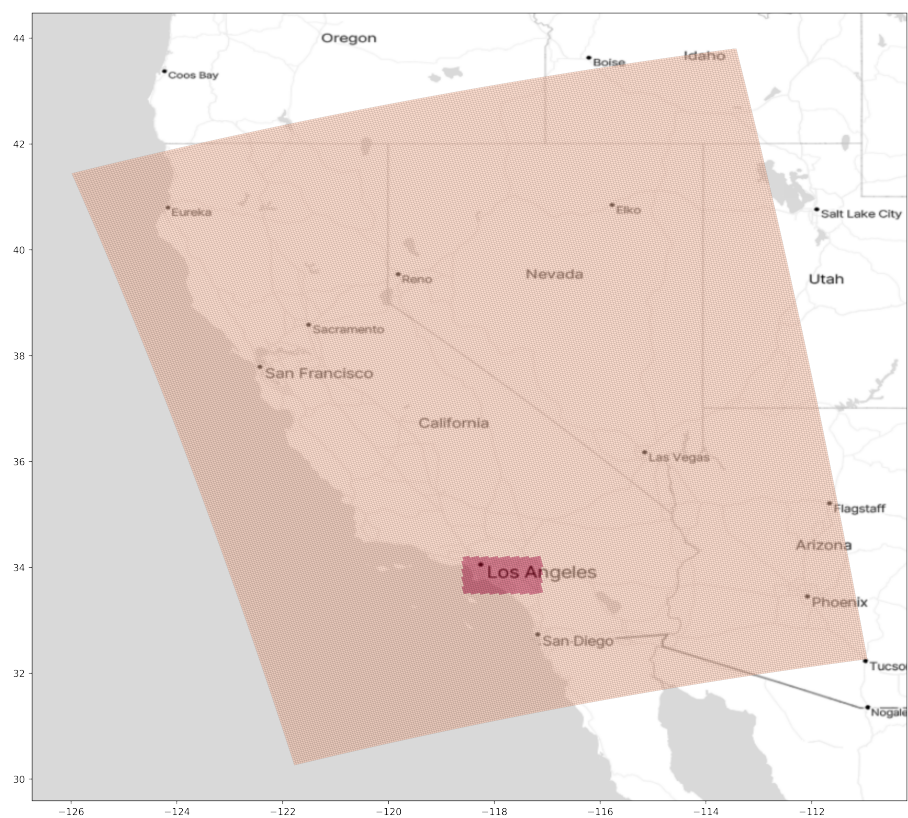 44
Oregon
Idaho
Boise
Coos Bay
42
Eureka
Elko
Salt Lake City
40
Reno
Nevada
Utah
Sacramento
38
San Francisco
California
36
Las Vegas
Flagstaff
Arizona
34
Los Angeles
Phoenix
San Diego
32
Tucso
Nogale
30
−126
−124
−122
−120
−118
−116
−114
−112